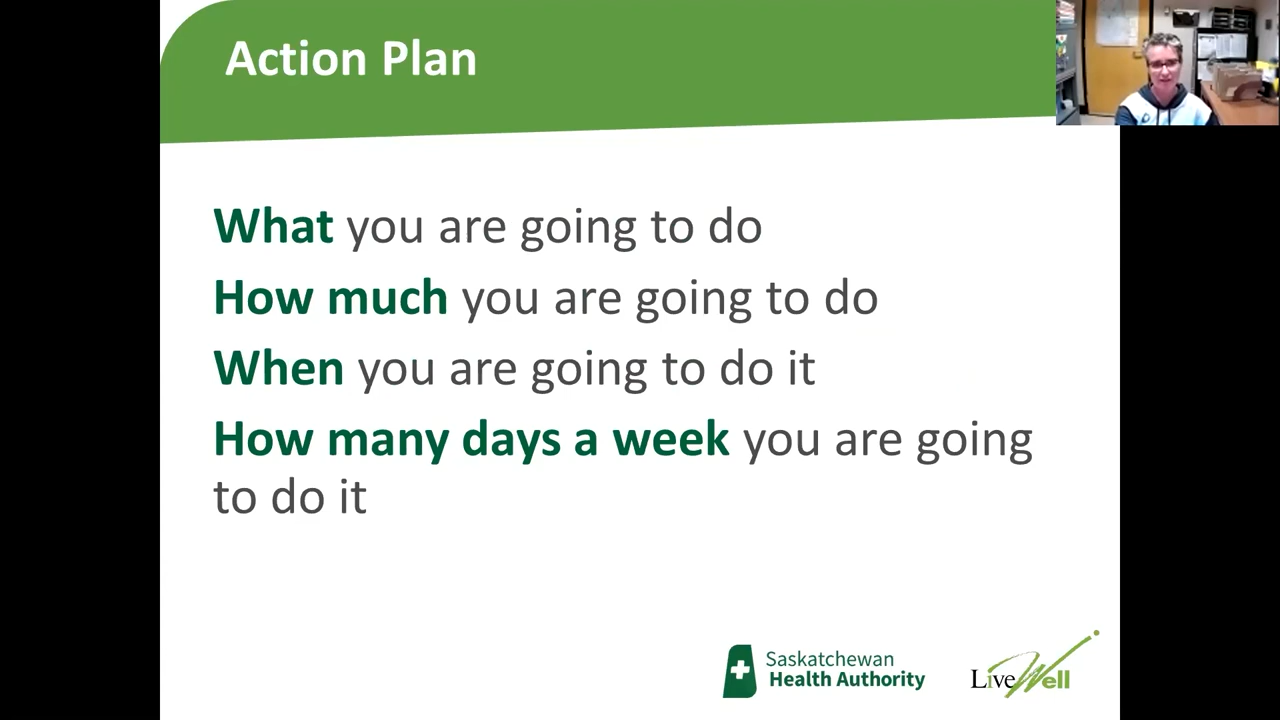 Action Plan
What you are going to do
How much you are going to do
When you are going to do it
How many days a week you are going
to do it
Saskatchewan
Health Authority
LiveWell